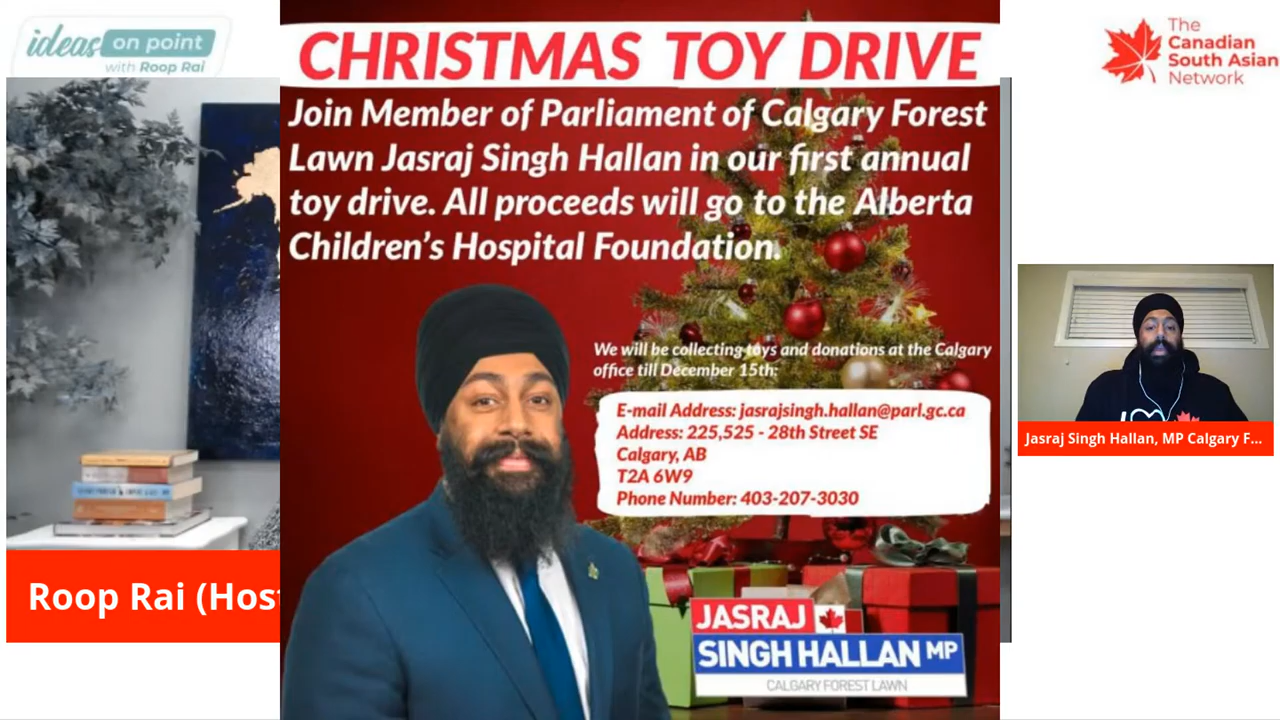 ideas on point
with Roop Rai
CHRISTMAS TOY DRIVE
Join Member of Parliament of Calgary Forest
Lawn Jasraj Singh Hallan in our first annual
toy drive. All proceeds will go to the Alberta
Children’s Hospital Foundation.
We will be collecting toys and donations at the Calgary
office till December 15th:
E-mail Address: jasrajsingh.hallan@parl.gc.ca
Address: 225,525 - 28th Street SE
Calgary, AB
T2A 6W9
Phone Number: 403-207-3030
JASRAJ
SINGH HALLAN MP
CALGARY FOREST LAWN
Roop Rai (Host
The
Canadian
South Asian
Network
I
Jasraj Singh Hallan, MP Calgary F...